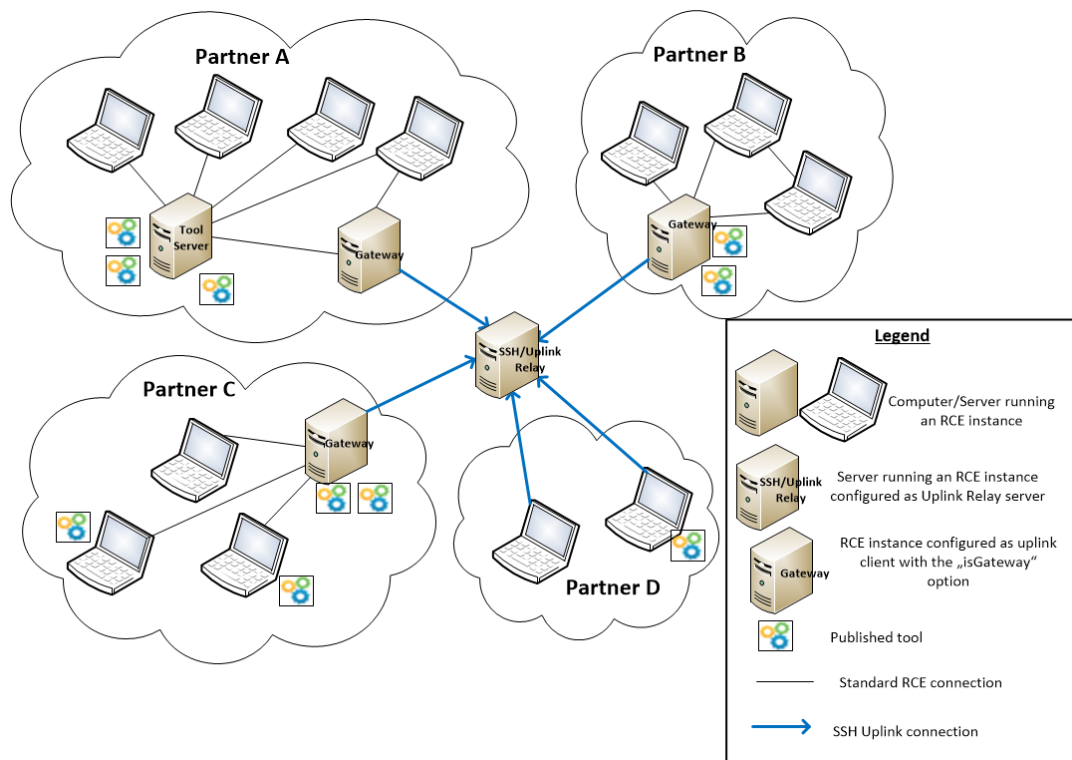 Partner A
Partner B
Tool
Server
Gateway
Gateway
SSH/Uplink
Relay
Partner C
Gateway
Partner D
Legend
Computer/Server running
an RCE instance
SSH/Uplink
Relay
Server running an RCE instance
configured as Uplink Relay server
Gateway
RCE instance configured as uplink
client with the „isGateway“
option
Published tool
Standard RCE connection
SSH Uplink connection